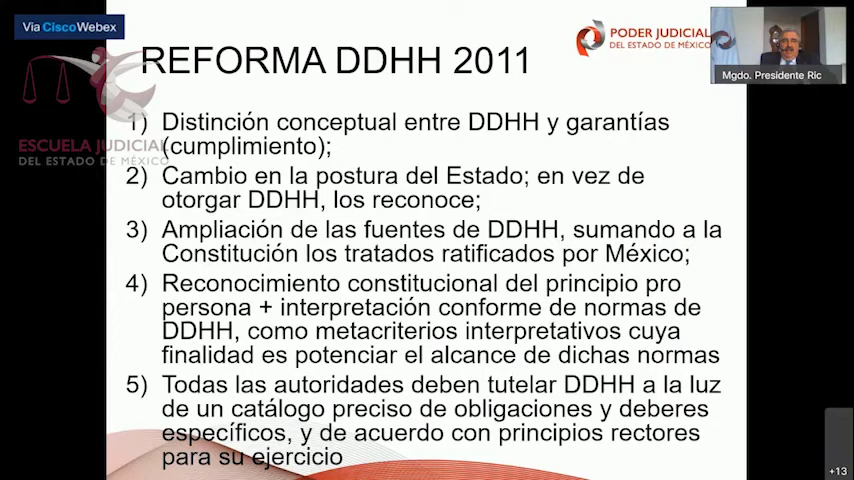 Vía CiscoWebex
REFORMA DDHH 2011
PODER JUDICIAL
DEL ESTADO DE MÉXICO
Mgdo. Presidente Ric
ESCUELA JUDICIAL
DEL ESTADO DE MÉXICO
1) Distinción conceptual entre DDHH y garantías
(cumplimiento);
2) Cambio en la postura del Estado; en vez de
otorgar DDHH, los reconoce;
3) Ampliación de las fuentes de DDHH, sumando a la
Constitución los tratados ratificados por México;
4) Reconocimiento constitucional del principio pro
persona + interpretación conforme de normas de
DDHH, como metacriterios interpretativos cuya
finalidad es potenciar el alcance de dichas normas
5) Todas las autoridades deben tutelar DDHH a la luz
de un catálogo preciso de obligaciones y deberes
específicos, y de acuerdo con principios rectores
para su ejercicio
+13